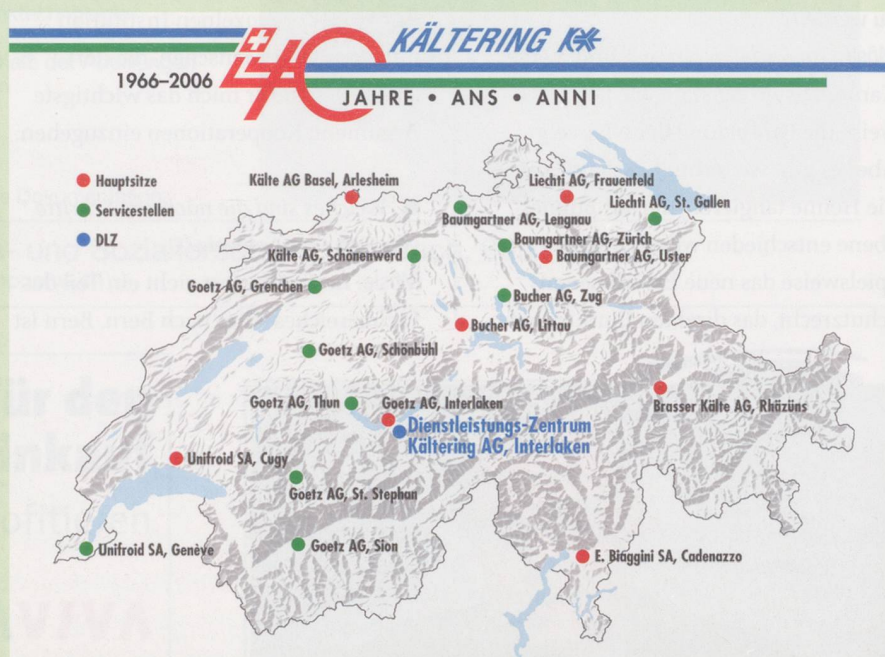 KÄLTERING K
1966–2006 40
JAHRE • ANS • ANNI
Hauptsitze
Servicestellen
DLZ
Kälte AG Basel, Arlesheim
Liechti AG, Frauenfeld
Liechti AG, St. Gallen
Baumgartner AG, Lengnau
Baumgartner AG, Zürich
Kälte AG, Schönenwerd
Baumgartner AG, Uster
Goetz AG, Grenchen
Bucher AG, Zug
Bucher AG, Littau
Goetz AG, Schönbühl
Goetz AG, Thun
Goetz AG, Interlaken
Brasser Kälte AG, Rhäzüns
Dienstleistungs-Zentrum
Kältering AG, Interlaken
Unifroid SA, Cugy
Goetz AG, St. Stephan
Unifroid SA, Genève
Goetz AG, Sion
E. Biaggini SA, Cadenazzo